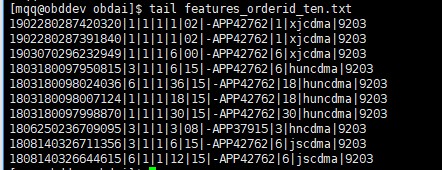 [mqq@obddev obdai]$ tail features_orderid_ten.txt
1902280287420320|1|1|1|1|02|-APP42762|1|xjcdma|9203
1902280287391840|1|1|1|1|02|-APP42762|1|xjcdma|9203
1903070296232949|1|1|1|6|00|-APP42762|6|xjcdma|9203
1803180097950815|3|1|1|6|15|-APP42762|6|huncdma|9203
1803180098024036|6|1|1|36|15|-APP42762|18|huncdma|9203
1803180098007124|1|1|1|18|15|-APP42762|18|huncdma|9203
1803180097998870|1|1|1|30|15|-APP42762|30|huncdma|9203
1806250236709095|3|1|1|3|08|-APP37915|3|hncdma|9203
1808140326711356|3|1|1|6|15|-APP42762|6|jscdma|9203
1808140326644615|6|1|1|12|15|-APP42762|6|jscdma|9203